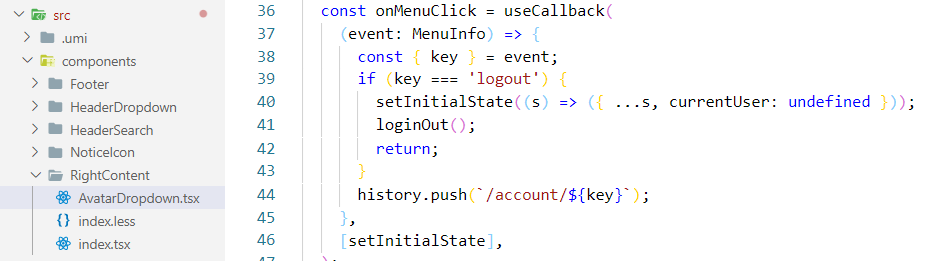 src
.umi
components
Footer
HeaderDropdown
HeaderSearch
NoticeIcon
RightContent
AvatarDropdown.tsx
index.less
index.tsx
36 const onMenuClick = useCallback(
37 (event: MenuInfo) => {
38 const { key } = event;
39 if (key === 'logout') {
40 setInitialState((s) => ({ ...s, currentUser: undefined }));
41 loginOut();
42 return;
43 }
44 history.push(`/account/${key}`);
45 },
46 [setInitialState],
47 );